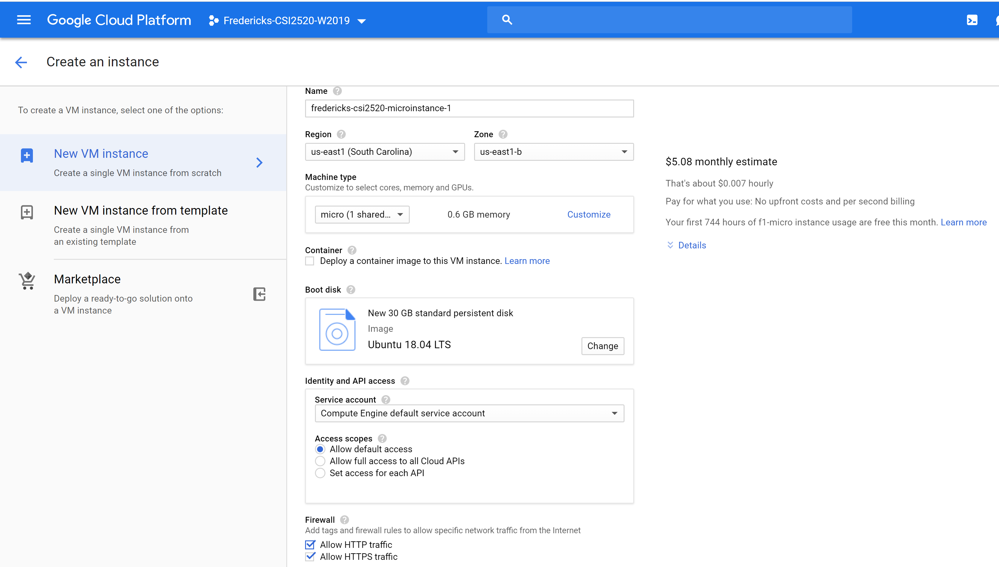 Google Cloud Platform
Fredericks-CSI2520-W2019
Create an instance
To create a VM instance, select one of the options:
New VM instance
Create a single VM instance from scratch
New VM instance from template
Create a single VM instance from
an existing template
Marketplace
Deploy a ready-to-go solution onto
a VM instance
Name
fredericks-csi2520-microinstance-1
Region
Zone
us-east1 (South Carolina)
us-east1-b
Machine type
Customize to select cores, memory and GPUs.
micro (1 shared...
0.6 GB memory
Customize
Container
Deploy a container image to this VM instance. Learn more
Boot disk
New 30 GB standard persistent disk
Image
Ubuntu 18.04 LTS
Change
Identity and API access
Service account
Compute Engine default service account
Access scopes
Allow default access
Allow full access to all Cloud APIs
Set access for each API
Firewall
Add tags and firewall rules to allow specific network traffic from the Internet
Allow HTTP traffic
Allow HTTPS traffic
$5.08 monthly estimate
That's about $0.007 hourly
Pay for what you use: No upfront costs and per second billing
Your first 744 hours of f1-micro instance usage are free this month. Learn more
Details